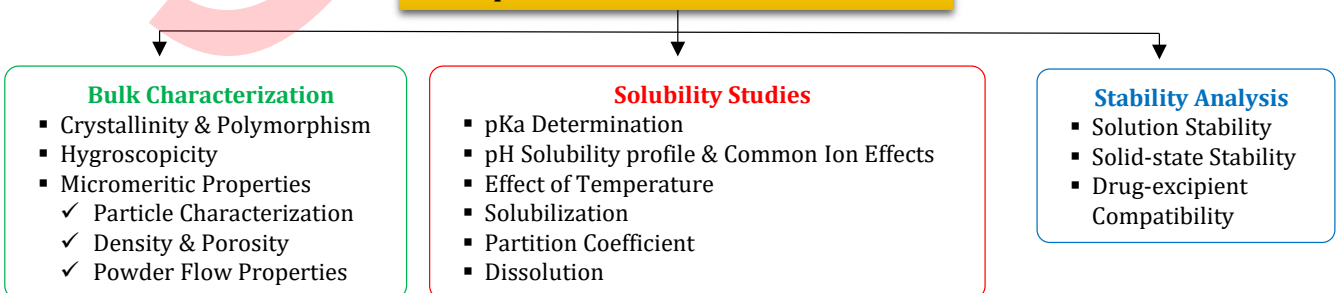 Bulk Characterization
▪ Crystallinity & Polymorphism
▪ Hygroscopicity
▪ Micromeritic Properties
✓ Particle Characterization
✓ Density & Porosity
✓ Powder Flow Properties
Solubility Studies
▪ pKa Determination
▪ pH Solubility profile & Common Ion Effects
▪ Effect of Temperature
▪ Solubilization
▪ Partition Coefficient
▪ Dissolution
Stability Analysis
▪ Solution Stability
▪ Solid-state Stability
▪ Drug-excipient
Compatibility